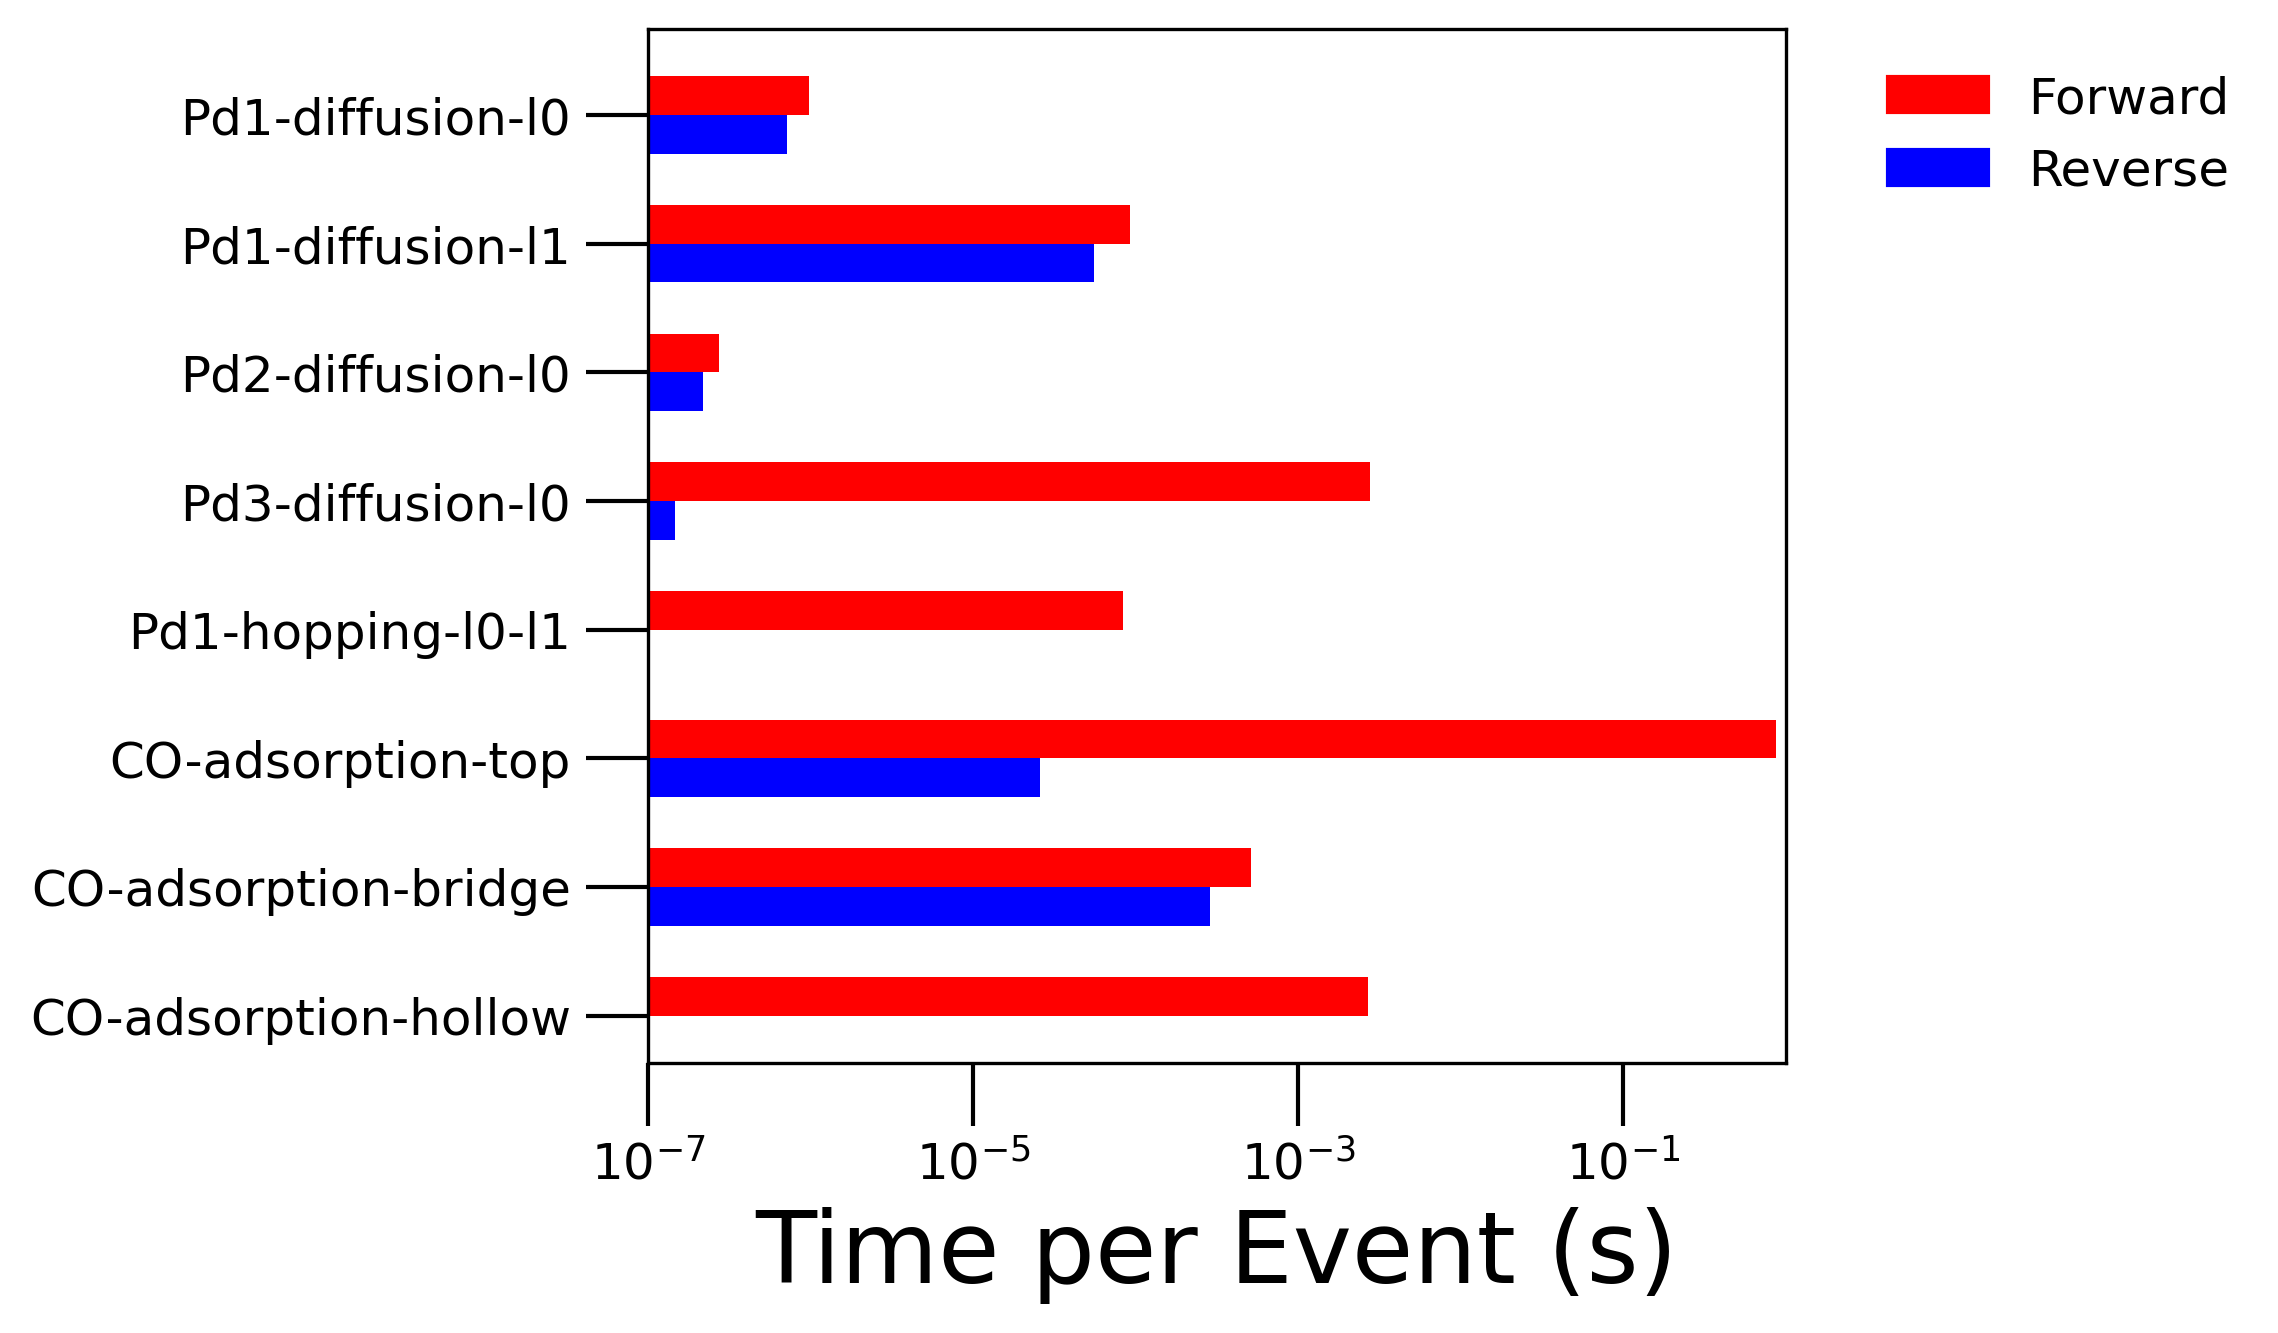 Pd1-diffusion-l0
Pd1-diffusion-l1
Pd2-diffusion-l0
Pd3-diffusion-l0
Pd1-hopping-l0-l1
CO-adsorption-top
CO-adsorption-bridge
CO-adsorption-hollow
10⁻⁷ 10⁻⁵ 10⁻³ 10⁻¹
Time per Event (s)
Forward
Reverse